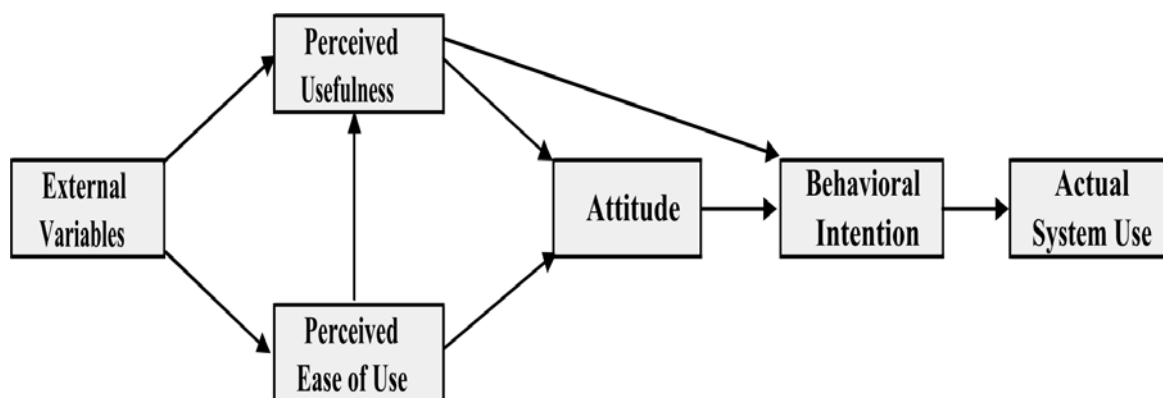 Perceived
Usefulness
External
Variables
Attitude
Behavioral
Intention
Actual
System Use
Perceived
Ease of Use